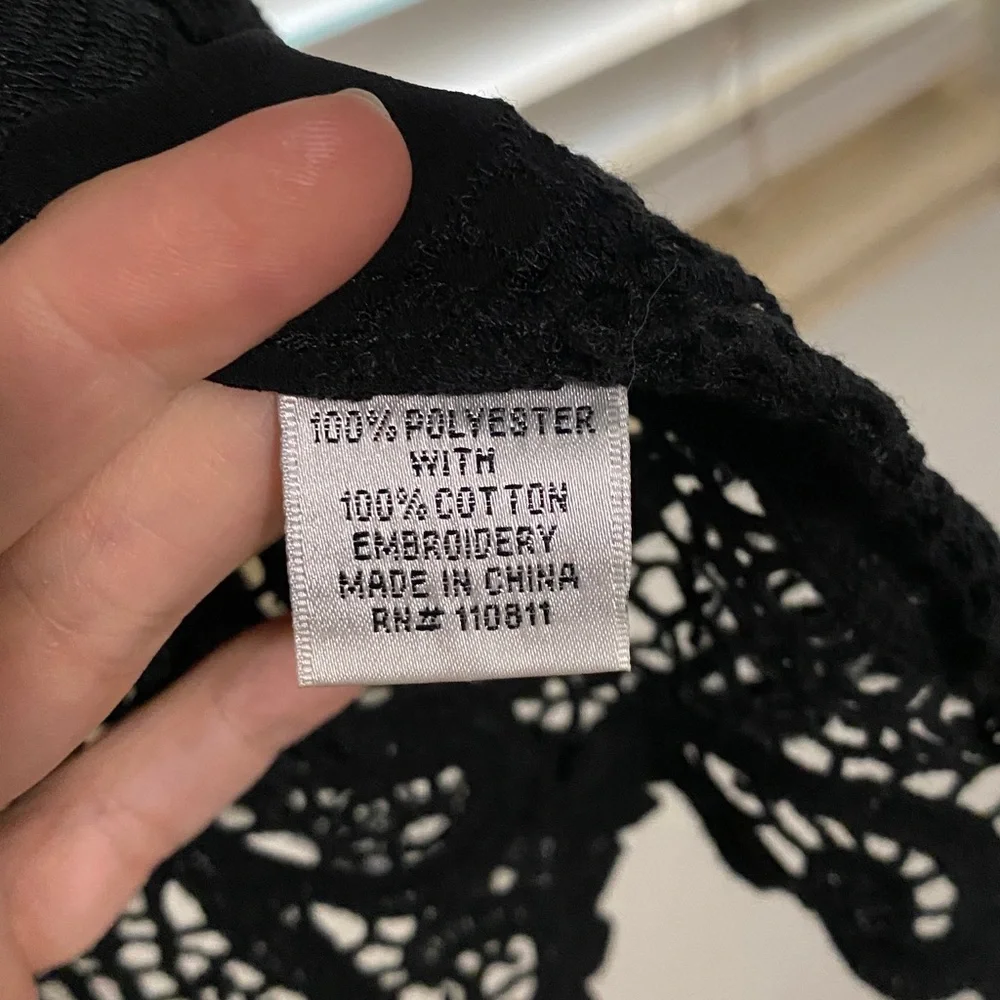 100% POLYESTER
WITH
100% COTTON
EMBROIDERY
MADE IN CHINA
RN# 110811